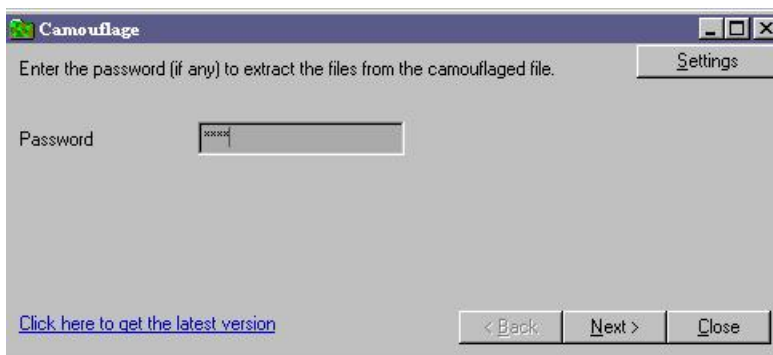 Camouflage
Enter the password (if any) to extract the files from the camouflaged file.
Settings
Password ****
Click here to get the latest version
< Back Next > Close